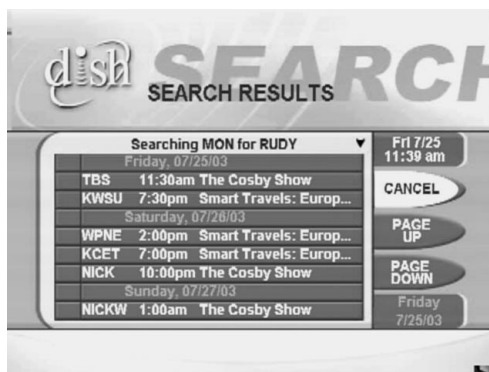 dish
SEARCH
SEARCH RESULTS
Searching MON for RUDY
Fri 7/25
11:39 am
Friday, 07/25/03
TBS 11:30am The Cosby Show
KWSU 7:30pm Smart Travels: Europ...
Saturday, 07/26/03
WPNE 2:00pm Smart Travels: Europ...
KCET 7:00pm Smart Travels: Europ...
NICK 10:00pm The Cosby Show
Sunday, 07/27/03
NICKW 1:00am The Cosby Show
CANCEL
PAGE
UP
PAGE
DOWN
Friday
7/25/03